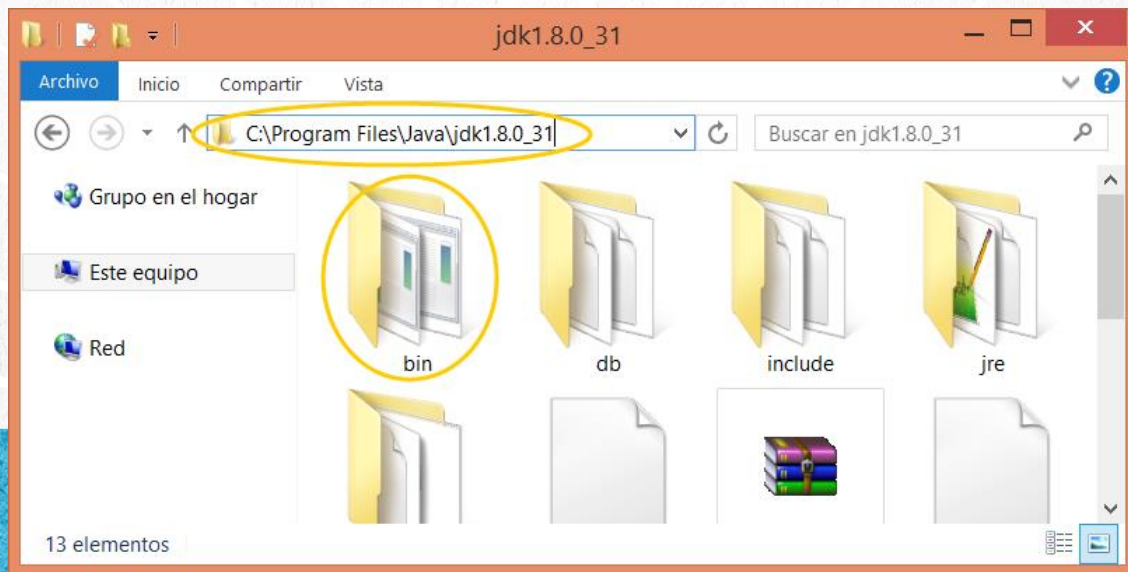 jdk1.8.0_31
Archivo Inicio Compartir Vista
C:\Program Files\Java\jdk1.8.0_31
Buscar en jdk1.8.0_31
Grupo en el hogar
Este equipo
Red
bin db include jre
13 elementos